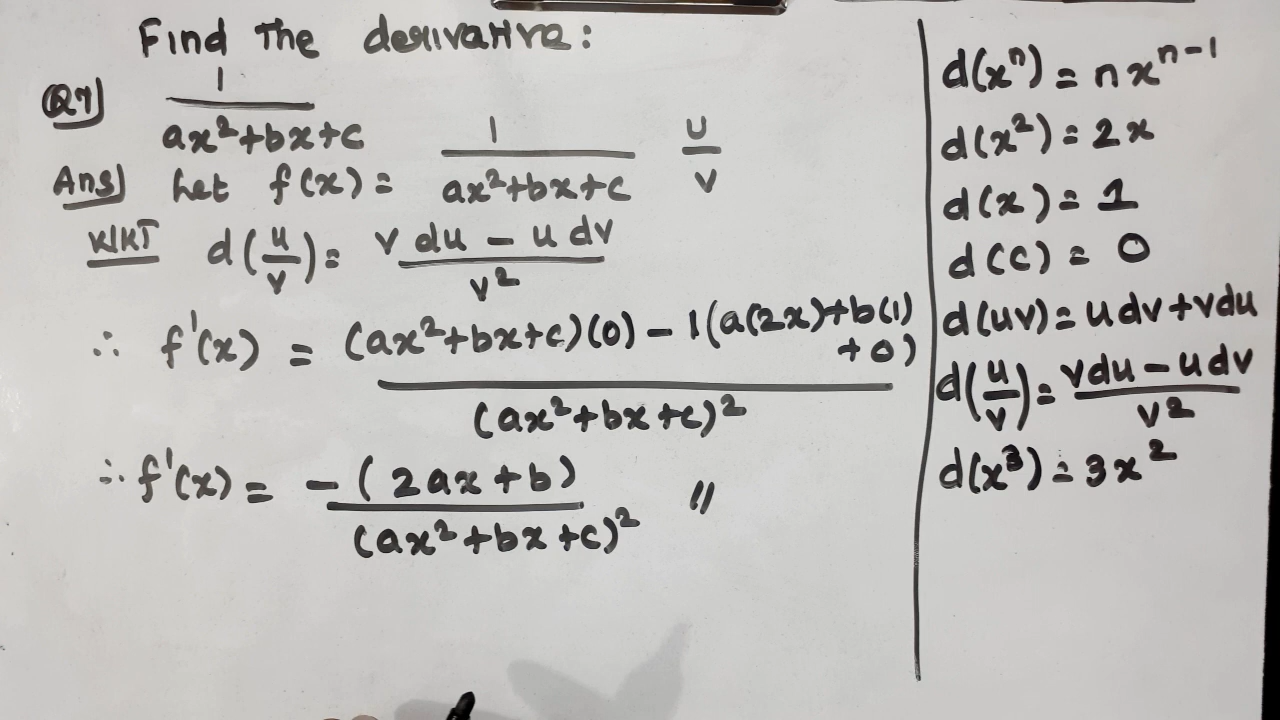 Find The derivative:
Q7) 1/(ax²+bx+c)
Ans) Let f(x) = 1/(ax²+bx+c) u/v
WKT d(u/v) = (v du - u dv)/v²
∴ f'(x) = ((ax²+bx+c)(0) - 1(a(2x)+b(1)+0))/(ax²+bx+c)²
∴ f'(x) = -(2ax+b)/(ax²+bx+c)² //
d(xⁿ) = nxⁿ⁻¹
d(x²) = 2x
d(x) = 1
d(c) = 0
d(uv) = udv+vdu
d(u/v) = (vdu-udv)/v²
d(x³) = 3x²